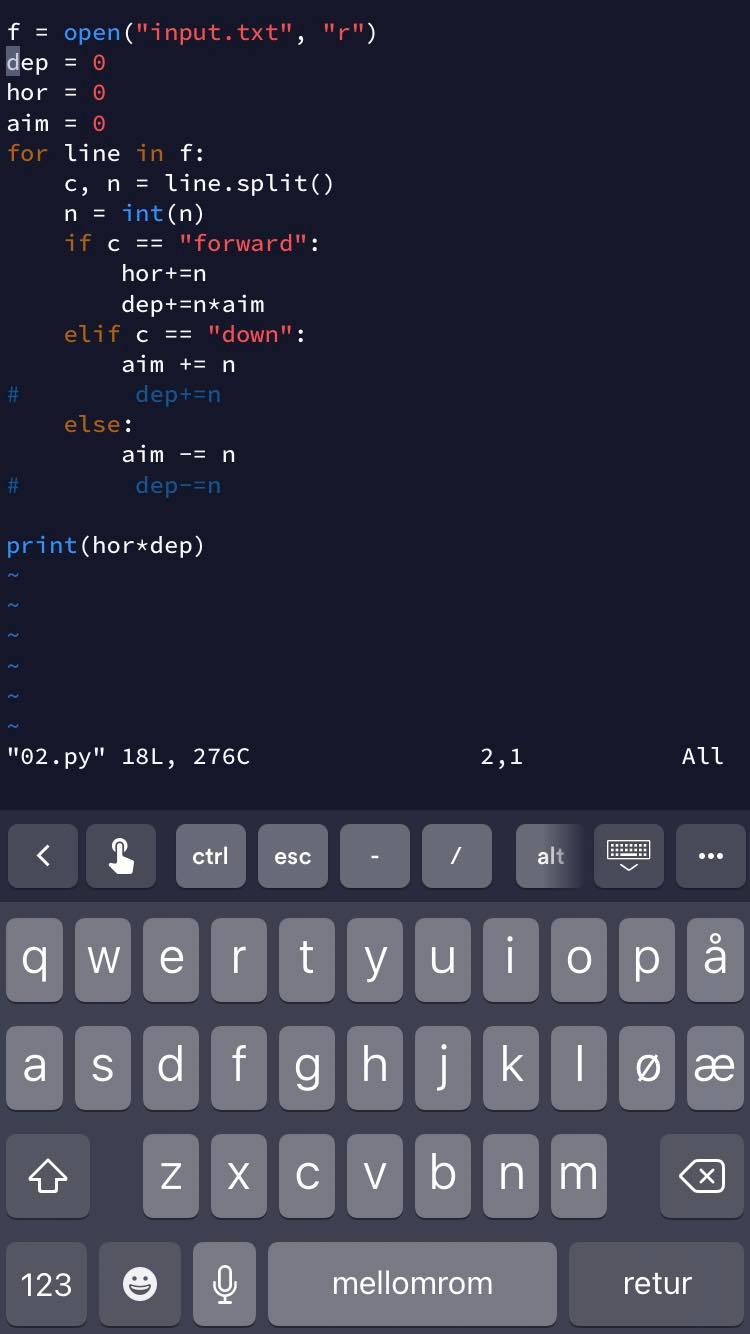 f = open("input.txt", "r")
dep = 0
hor = 0
aim = 0
for line in f:
    c, n = line.split()
    n = int(n)
    if c == "forward":
        hor+=n
        dep+=n*aim
    elif c == "down":
        aim += n
#        dep+=n
    else:
        aim -= n
#        dep-=n

print(hor*dep)
~
~
~
~
~
~
"02.py" 18L, 276C 2,1 All
ctrl esc - / alt
q w e r t y u i o p å
a s d f g h j k l ø æ
z x c v b n m
123 mellomrom retur